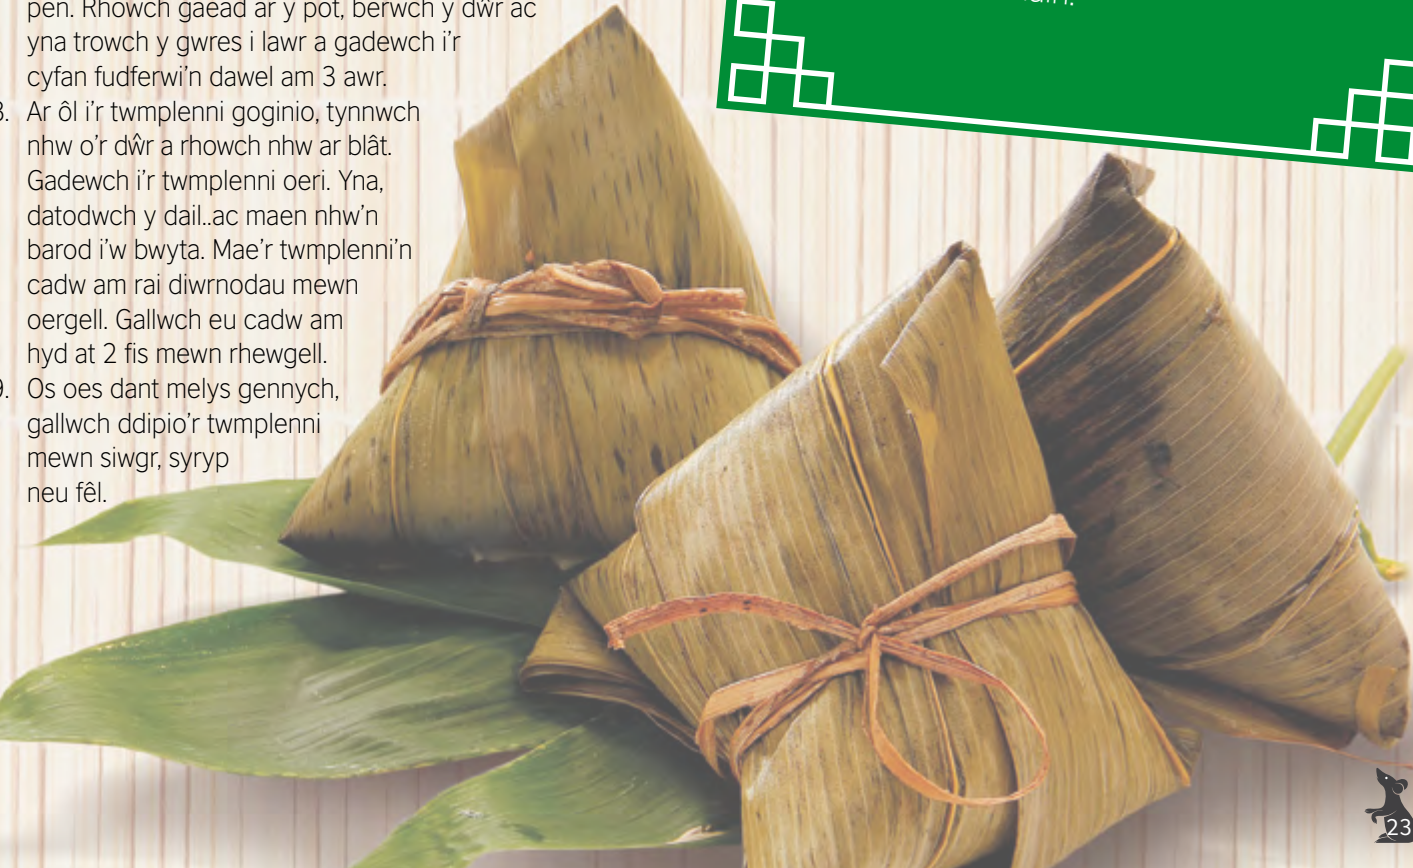 pen. Rhowch gaead ar y pot, berwch y dŵr ac
yna trowch y gwres i lawr a gadewch i'r
cyfan fudferwi'n dawel am 3 awr.
8. Ar ôl i'r twmplenni goginio, tynnwch
nhw o'r dŵr a rhowch nhw ar blât.
Gadewch i'r twmplenni oeri. Yna,
datodwch y dail..ac maen nhw'n
barod i'w bwyta. Mae'r twmplenni'n
cadw am rai diwrnodau mewn
oergell. Gallwch eu cadw am
hyd at 2 fis mewn rhewgell.
9. Os oes dant melys gennych,
gallwch ddipio'r twmplenni
mewn siwgr, syryp
neu fêl.
23